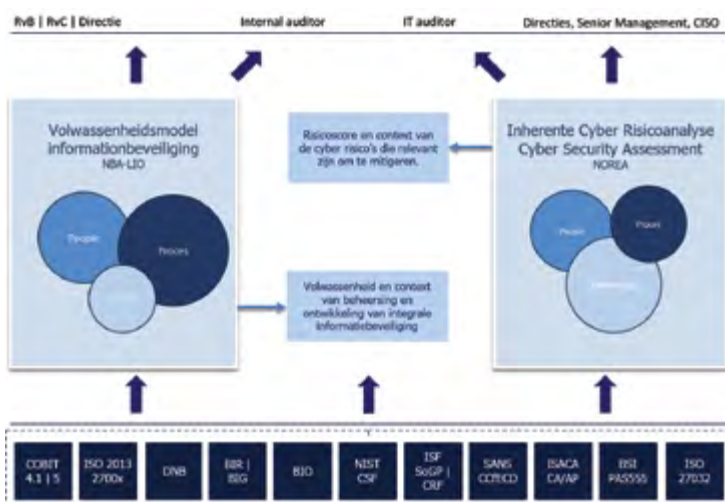 RvB | RvC | Directie
Internal auditor
IT auditor
Directies, Senior Management, CISO
Volwassenheidsmodel
informationbeveiliging
NBA-LIO
People
Proces
Risicoscore en context van
de cyber risico's die relevant
zijn om te mitigeren.
Inherente Cyber Risicoanalyse
Cyber Security Assessment
NOREA
People
Proces
Volwassenheid en context
van beheersing en
ontwikkeling van integrale
informatiebeveiliging
COBIT
4.1 | 5
ISO 2013
2700x
DNB
BIR |
BIG
BIO
NIST
CSF
ISF
SoGP |
CRF
SANS
ISACA
CA/AP
BSI
PAS555
ISO
27032